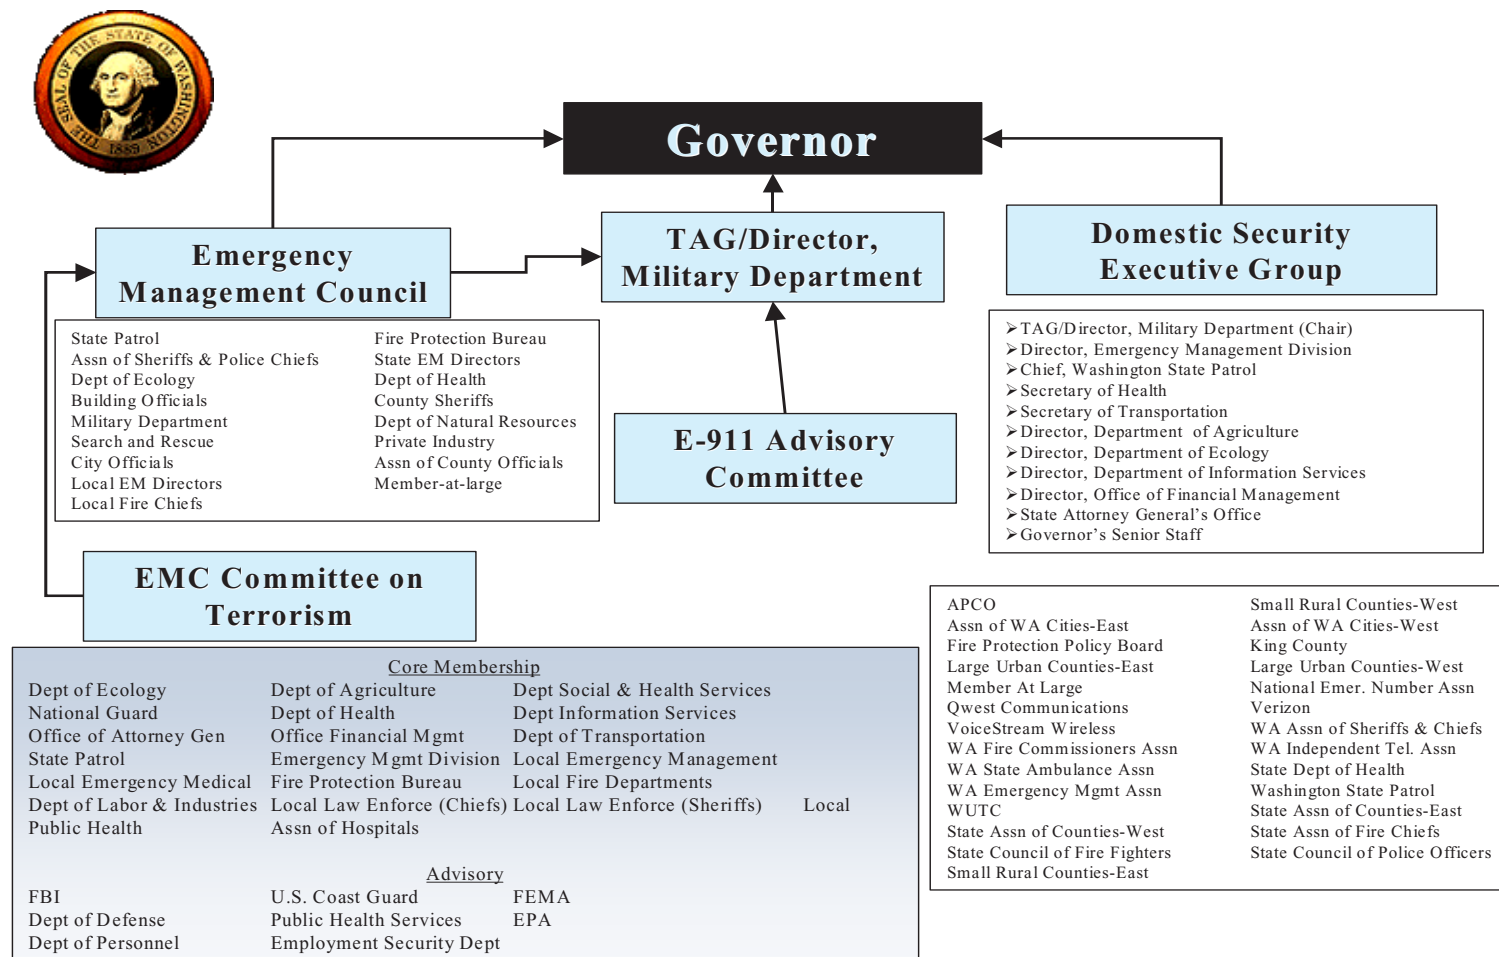 THE SEAL OF THE STATE OF WASHINGTON
1889
Governor
Emergency
Management Council
TAG/Director,
Military Department
Domestic Security
Executive Group
State Patrol Fire Protection Bureau
Assn of Sheriffs & Police Chiefs State EM Directors
Dept of Ecology Dept of Health
Building Officials County Sheriffs
Military Department Dept of Natural Resources
Search and Rescue Private Industry
City Officials Assn of County Officials
Local EM Directors Member-at-large
Local Fire Chiefs
E-911 Advisory
Committee
➢TAG/Director, Military Department (Chair)
➢Director, Emergency Management Division
➢Chief, Washington State Patrol
➢Secretary of Health
➢Secretary of Transportation
➢Director, Department of Agriculture
➢Director, Department of Ecology
➢Director, Department of Information Services
➢Director, Office of Financial Management
➢State Attorney General's Office
➢Governor's Senior Staff
EMC Committee on
Terrorism
Core Membership
Dept of Ecology Dept of Agriculture Dept Social & Health Services
National Guard Dept of Health Dept Information Services
Office of Attorney Gen Office Financial Mgmt Dept of Transportation
State Patrol Emergency Mgmt Division Local Emergency Management
Local Emergency Medical Fire Protection Bureau Local Fire Departments
Dept of Labor & Industries Local Law Enforce (Chiefs) Local Law Enforce (Sheriffs) Local
Public Health Assn of Hospitals
Advisory
FBI U.S. Coast Guard FEMA
Dept of Defense Public Health Services EPA
Dept of Personnel Employment Security Dept
APCO Small Rural Counties-West
Assn of WA Cities-East Assn of WA Cities-West
Fire Protection Policy Board King County
Large Urban Counties-East Large Urban Counties-West
Member At Large National Emer. Number Assn
Qwest Communications Verizon
VoiceStream Wireless WA Assn of Sheriffs & Chiefs
WA Fire Commissioners Assn WA Independent Tel. Assn
WA State Ambulance Assn State Dept of Health
WA Emergency Mgmt Assn Washington State Patrol
WUTC State Assn of Counties-East
State Assn of Counties-West State Assn of Fire Chiefs
State Council of Fire Fighters State Council of Police Officers
Small Rural Counties-East